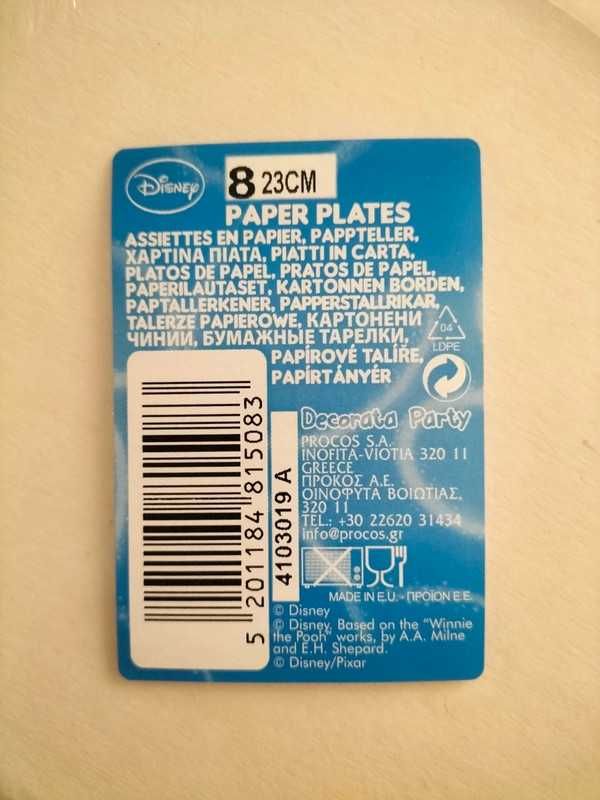 Disney
8 23CM
PAPER PLATES
ASSIETTES EN PAPIER, PAPPTELLER,
ΧΑΡΤΙΝΑ ΠΙΑΤΑ, PIATTI IN CARTA,
PLATOS DE PAPEL, PRATOS DE PAPEL,
PAPERILAUTASET, KARTONNEN BORDEN,
PAPTALLERKENER, PAPPERSTALLRIKAR,
TALERZE PAPIEROWE, КАРТОНЕНИ
ЧИНИИ, БУМАЖНЫЕ ТАРЕЛКИ,
PAPÍROVÉ TALÍŘE,
PAPÍRTÁNYÉR
04
LDPE
5 201184 815083
4103019 A
Decorata Party
PROCOS S.A.
INOFITA-VIOTIA 320 11
GREECE
ΠΡΟΚΟΣ Α.Ε.
ΟΙΝΟΦΥΤΑ ΒΟΙΩΤΙΑΣ,
320 11
TEL.: +30 22620 31434
info@procos.gr
MADE IN E.U. - ΠΡΟΪΟΝ Ε.Ε.
© Disney
© Disney, Based on the "Winnie
the Pooh" works, by A.A. Milne
and E.H. Shepard.
© Disney/Pixar